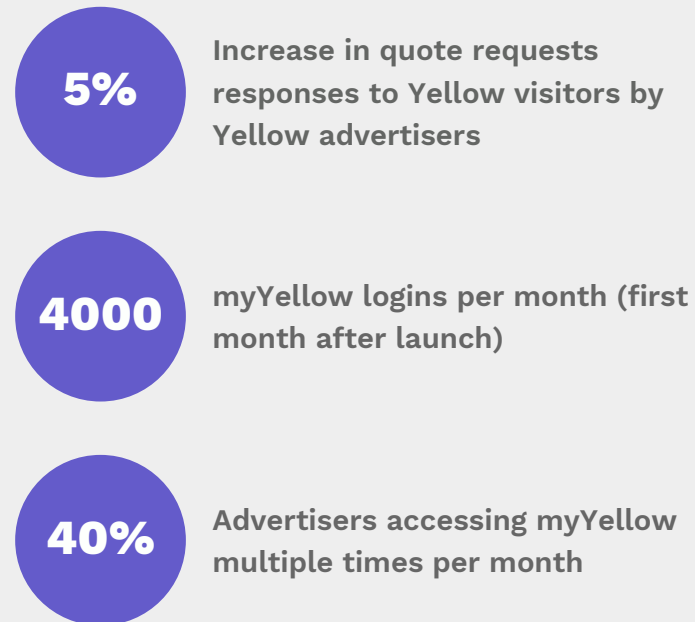 5%
Increase in quote requests
responses to Yellow visitors by
Yellow advertisers
4000
myYellow logins per month (first
month after launch)
40%
Advertisers accessing myYellow
multiple times per month